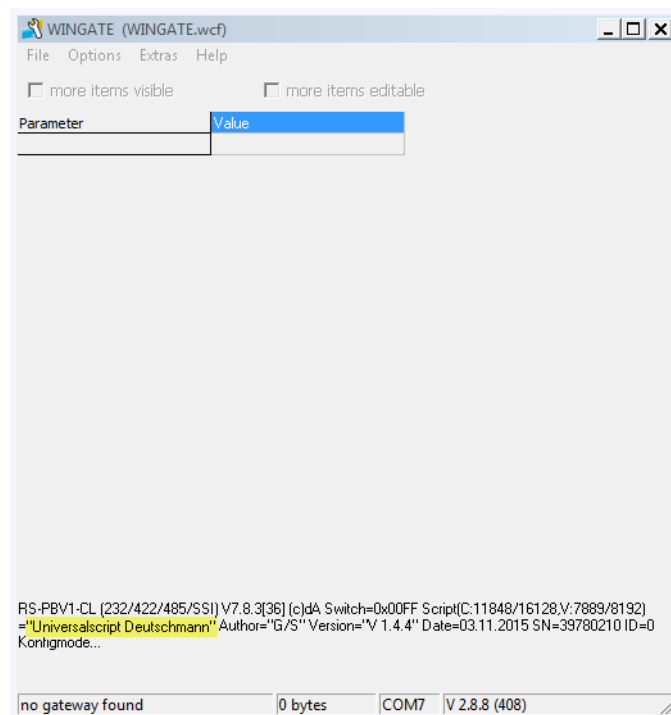 WINGATE (WINGATE.wcf)
File Options Extras Help
more items visible more items editable
Parameter Value
RS-PBV1-CL (232/422/485/SSI) V7.8.3[36] (c)dA Switch=0x00FF Script(C:11848/16128,V:7889/8192)
="Universalscript Deutschmann" Author="G/S" Version="V 1.4.4" Date=03.11.2015 SN=39780210 ID=0
Konfigmode...
no gateway found 0 bytes COM7 V 2.8.8 (408)